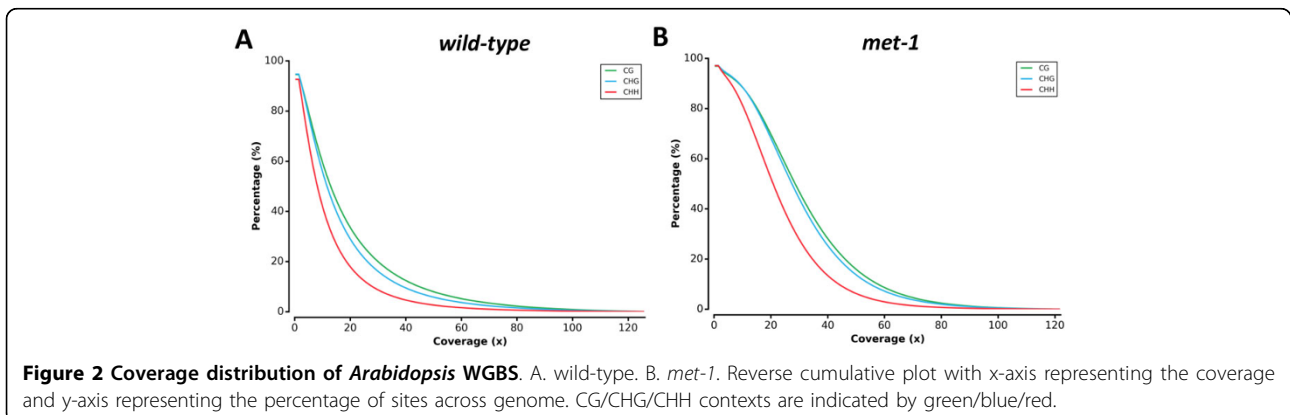 A
wild-type
100
80
60
40
20
0
Percentage (%)
0 20 40 60 80 100 120
Coverage (x)
CG
CHG
CHH
B
met-1
100
80
60
40
20
0
Percentage (%)
0 20 40 60 80 100 120
Coverage (x)
CG
CHG
CHH
Figure 2 Coverage distribution of Arabidopsis WGBS. A. wild-type. B. met-1. Reverse cumulative plot with x-axis representing the coverage
and y-axis representing the percentage of sites across genome. CG/CHG/CHH contexts are indicated by green/blue/red.